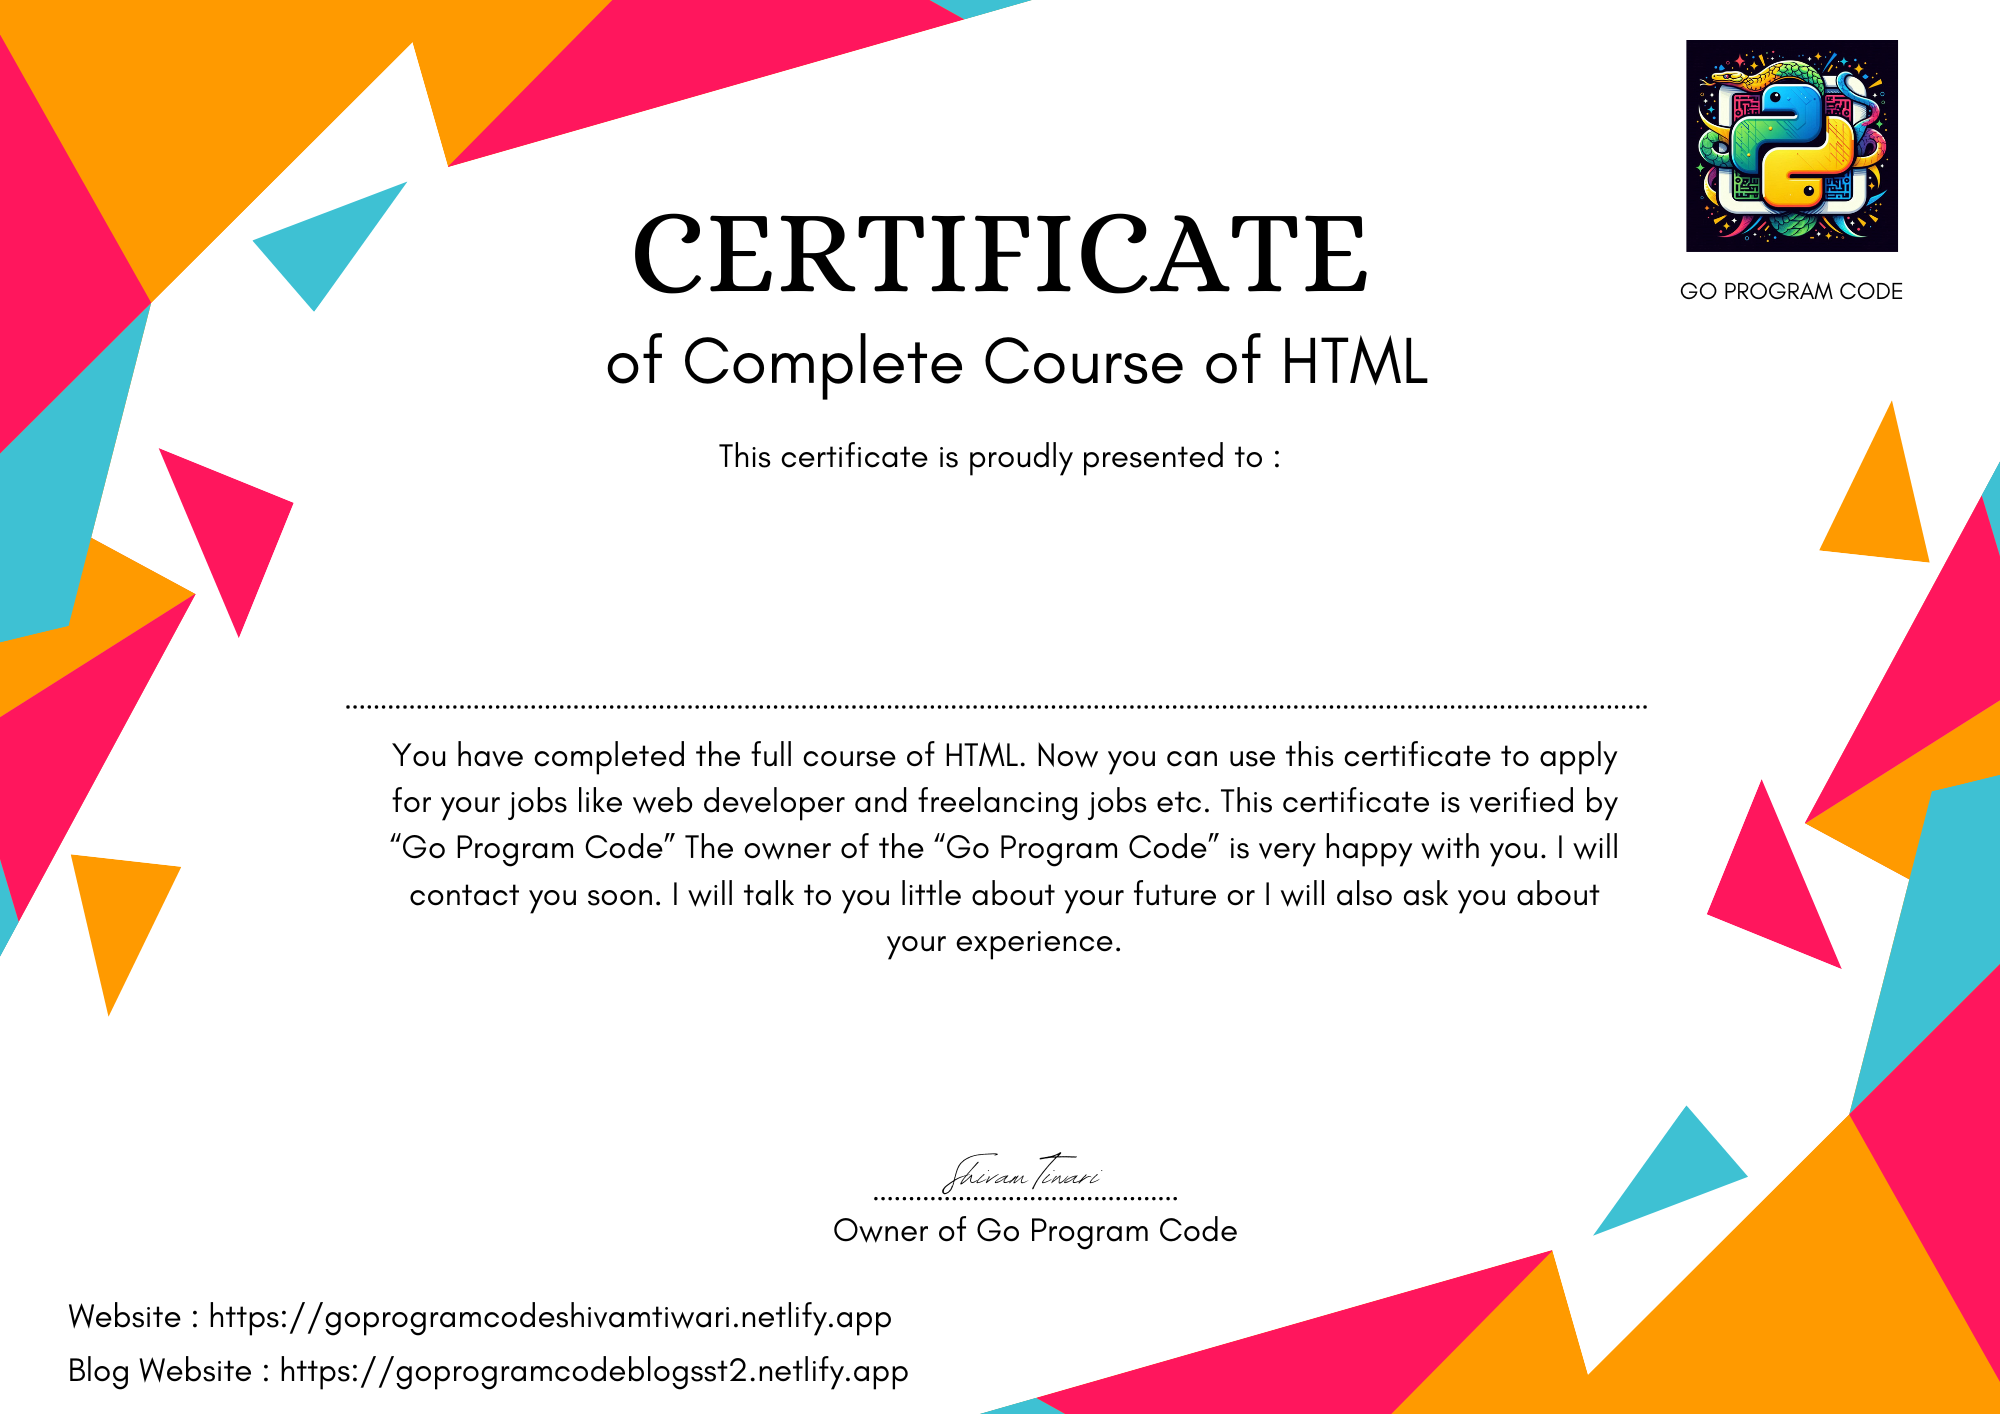 GO PROGRAM CODE
CERTIFICATE
of Complete Course of HTML
This certificate is proudly presented to :
You have completed the full course of HTML. Now you can use this certificate to apply
for your jobs like web developer and freelancing jobs etc. This certificate is verified by
“Go Program Code” The owner of the “Go Program Code” is very happy with you. I will
contact you soon. I will talk to you little about your future or I will also ask you about
your experience.
Shivam Tiwari
Owner of Go Program Code
Website : https://goprogramcodeshivamtiwari.netlify.app
Blog Website : https://goprogramcodeblogsst2.netlify.app